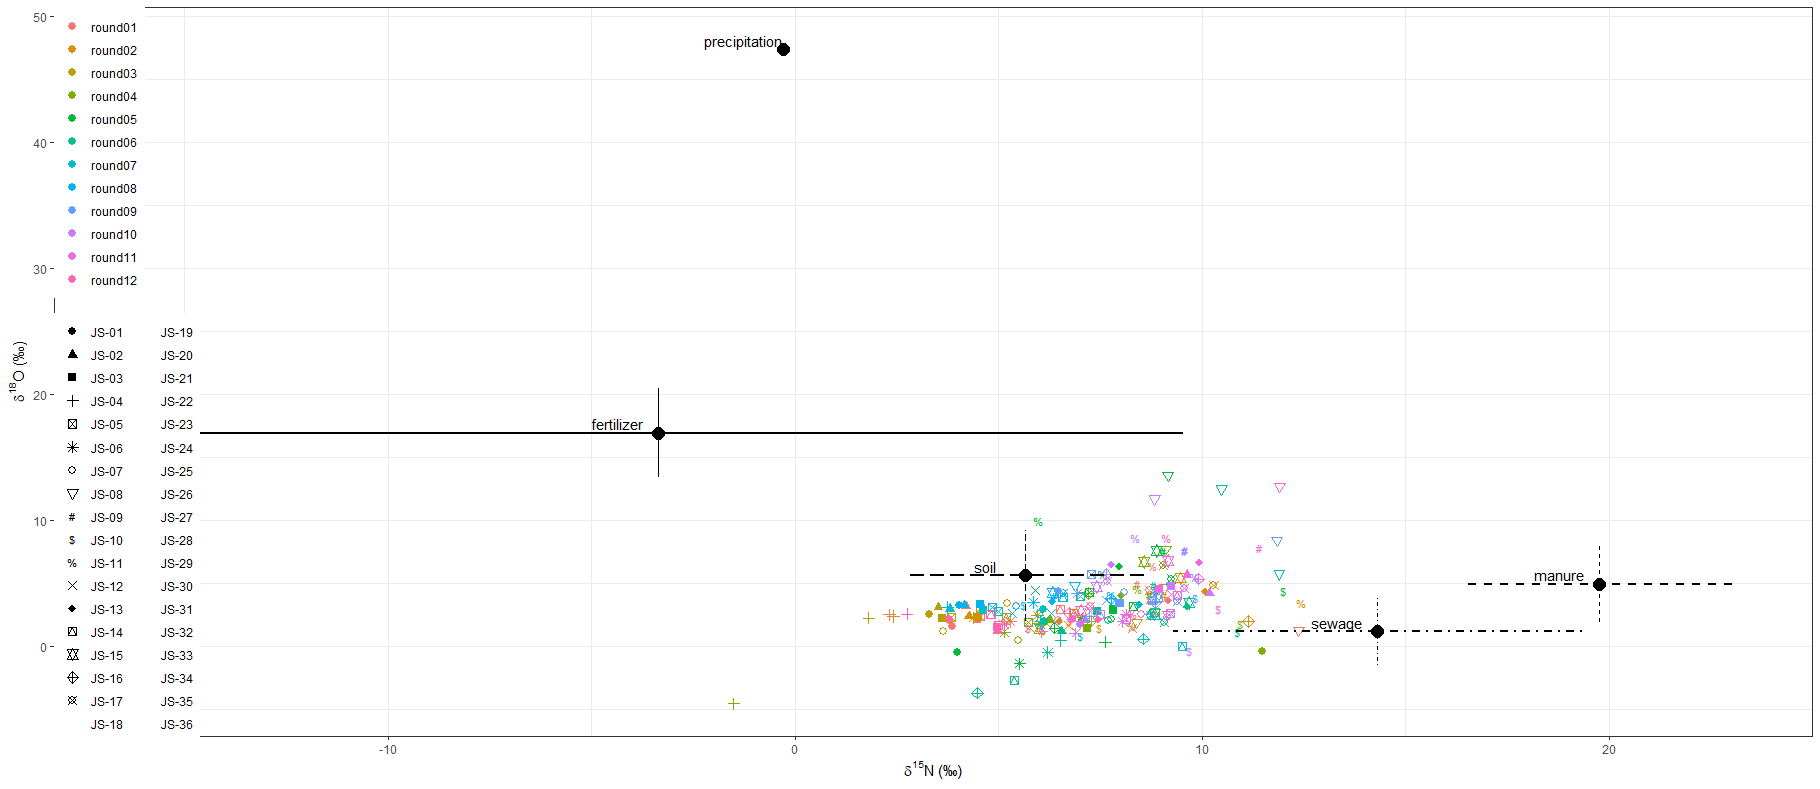 50
40
30
20
10
0
δ18O (‰)
round01
round02
round03
round04
round05
round06
round07
round08
round09
round10
round11
round12
JS-01 JS-19
JS-02 JS-20
JS-03 JS-21
JS-04 JS-22
JS-05 JS-23
JS-06 JS-24
JS-07 JS-25
JS-08 JS-26
# JS-09 JS-27
$ JS-10 JS-28
% JS-11 JS-29
JS-12 JS-30
JS-13 JS-31
JS-14 JS-32
JS-15 JS-33
JS-16 JS-34
JS-17 JS-35
JS-18 JS-36
precipitation
fertilizer
soil
manure
sewage
-10 0 10 20
δ15N (‰)